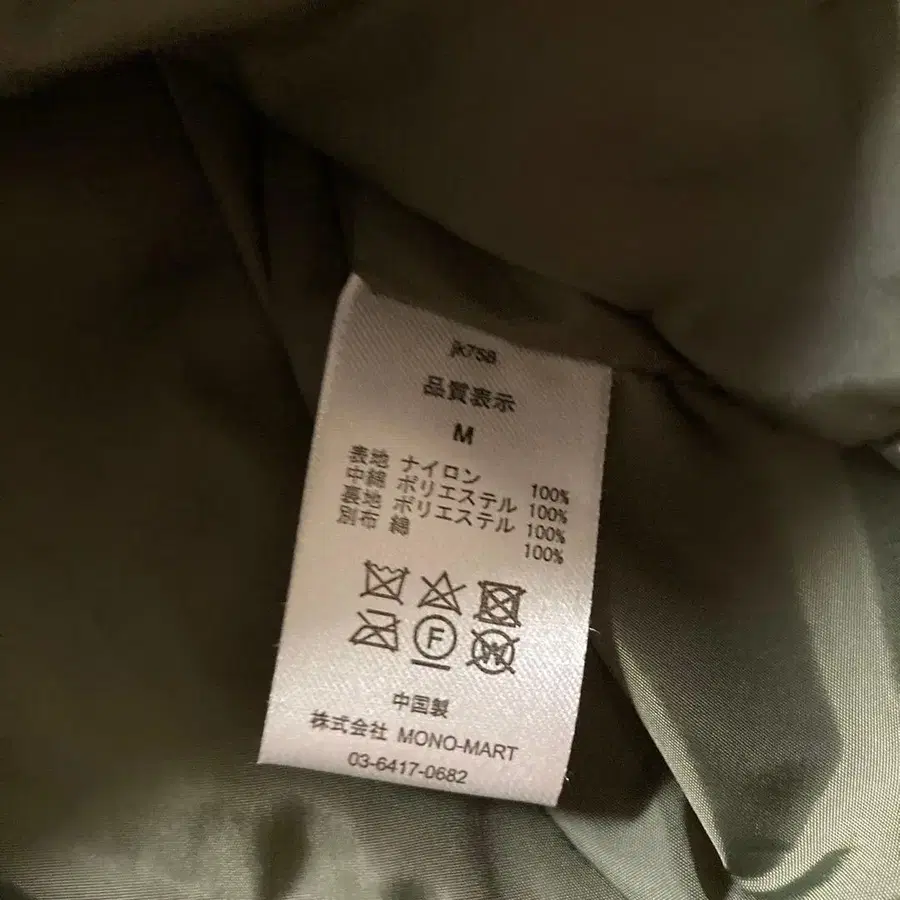 jk758
品質表示
M
表地 ナイロン 100%
中綿 ポリエステル 100%
裏地 ポリエステル 100%
別布 綿 100%
F
W
中国製
株式会社 MONO-MART
03-6417-0682